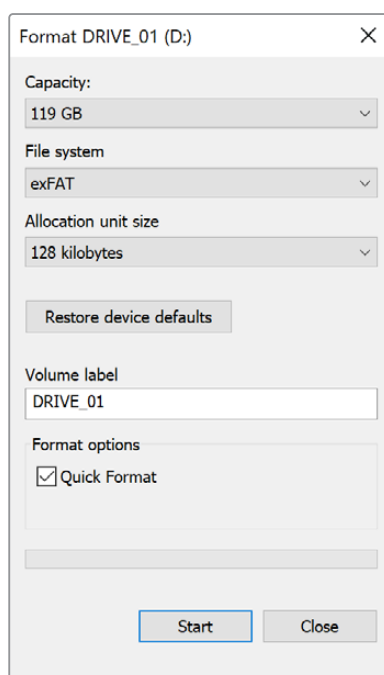 Format DRIVE_01 (D:)
Capacity:
119 GB
File system
exFAT
Allocation unit size
128 kilobytes
Restore device defaults
Volume label
DRIVE_01
Format options
Quick Format
Start
Close